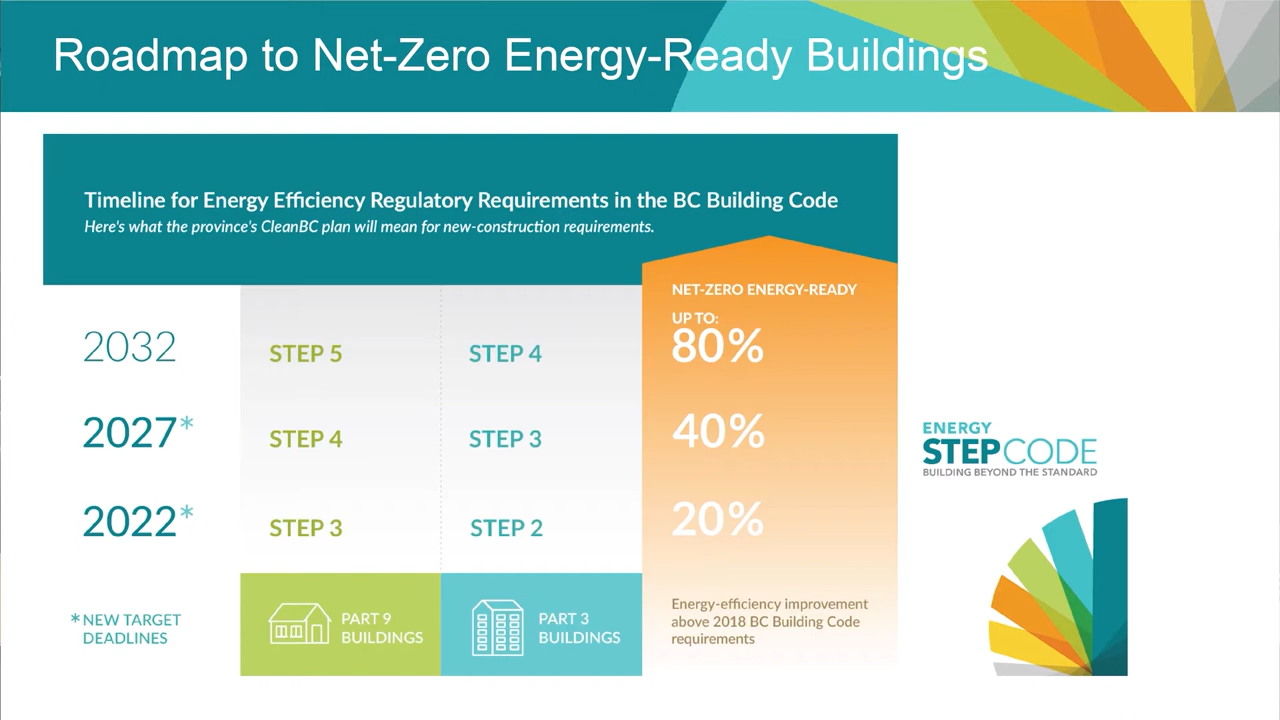 Roadmap to Net-Zero Energy-Ready Buildings
Timeline for Energy Efficiency Regulatory Requirements in the BC Building Code
Here's what the province's CleanBC plan will mean for new-construction requirements.
NET-ZERO ENERGY-READY
UP TO:
2032 STEP 5 STEP 4 80%
2027* STEP 4 STEP 3 40%
2022* STEP 3 STEP 2 20%
*NEW TARGET
DEADLINES
PART 9
BUILDINGS
PART 3
BUILDINGS
Energy-efficiency improvement
above 2018 BC Building Code
requirements
ENERGY
STEPCODE
BUILDING BEYOND THE STANDARD